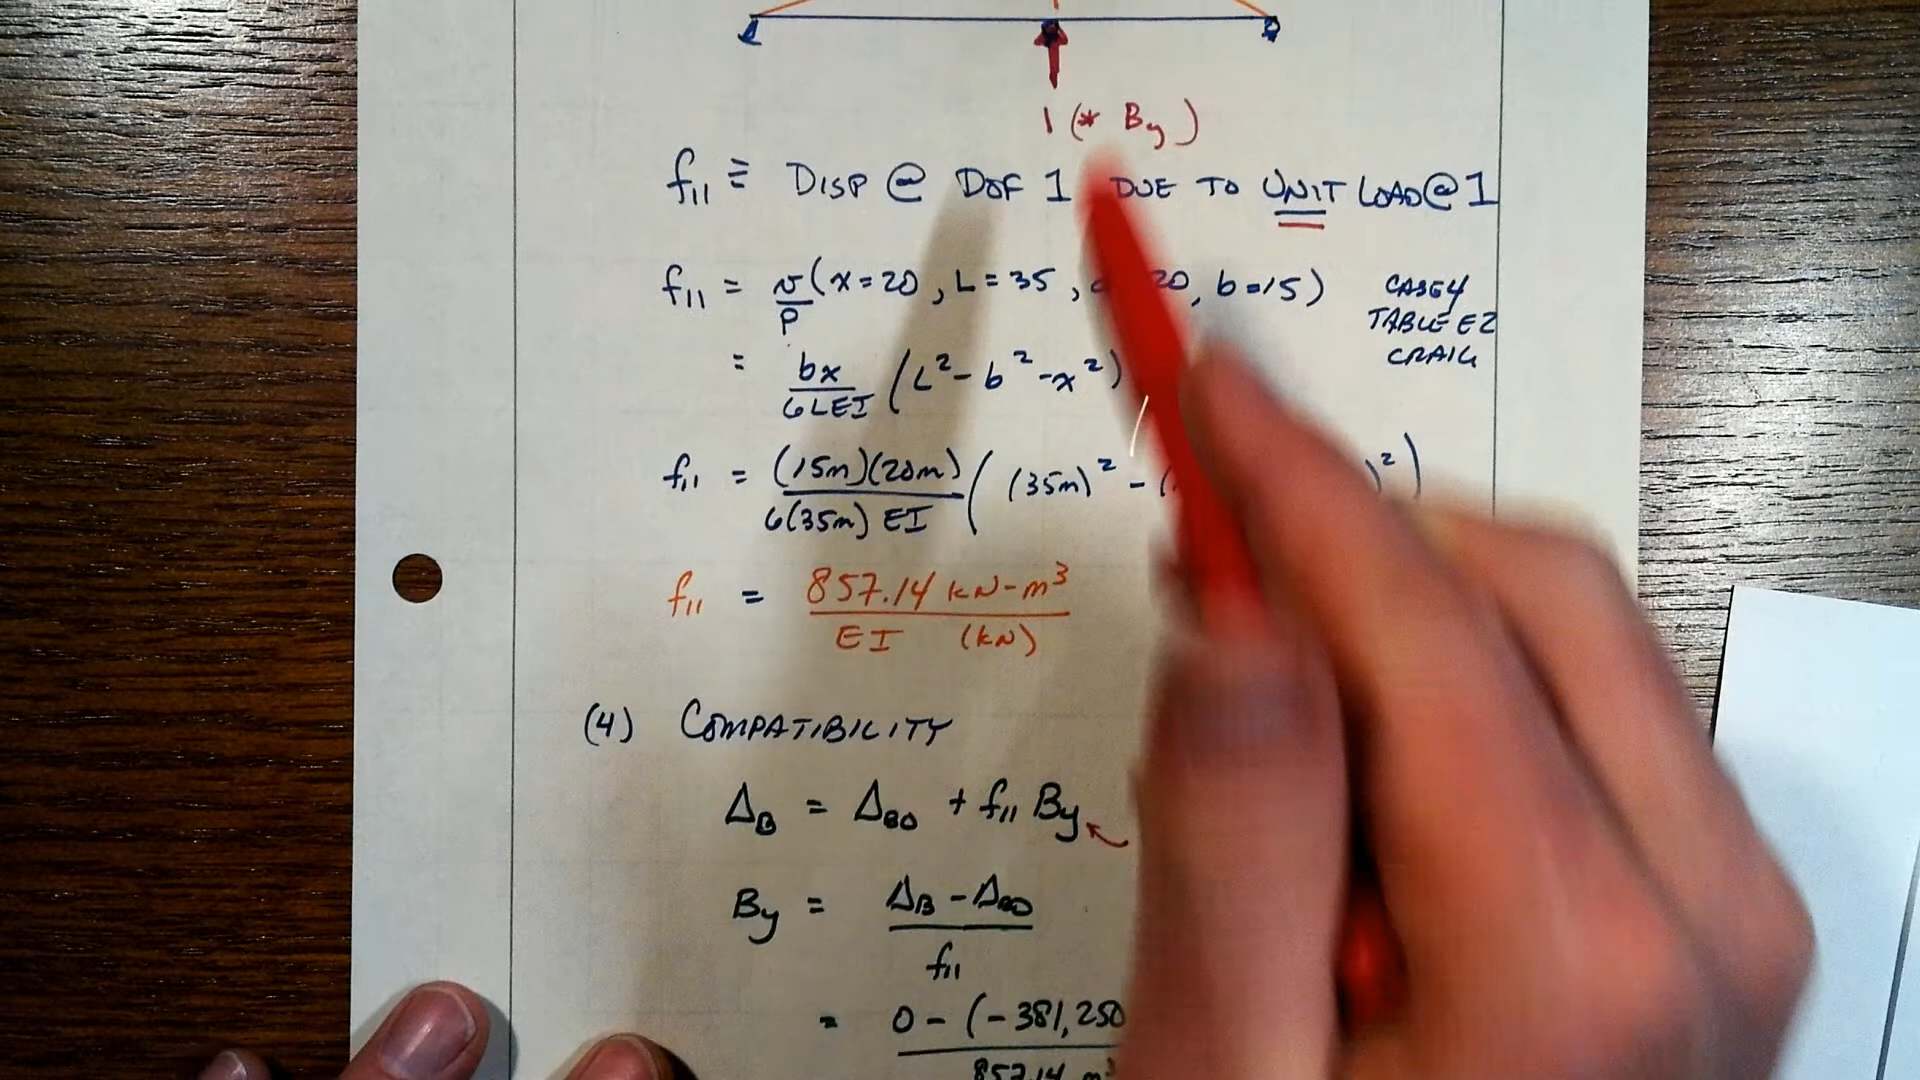 1 (* By)
f11 ≡ DISP @ DOF 1 DUE TO UNIT LOAD @ 1
f11 = v/P (x=20, L=35, 20, b=15) CASE 4
TABLE E2
CRAIG
= bx/6LEI (L² - b² - x²)
f11 = (15m)(20m)/6(35m) EI ( (35m)² - ( )² )
f11 = 857.14 kN-m³/EI (kN)
(4) COMPATIBILITY
ΔB = ΔB0 + f11 By
By = ΔB - ΔB0/f11
= 0 - (-381,250
857.14 m³